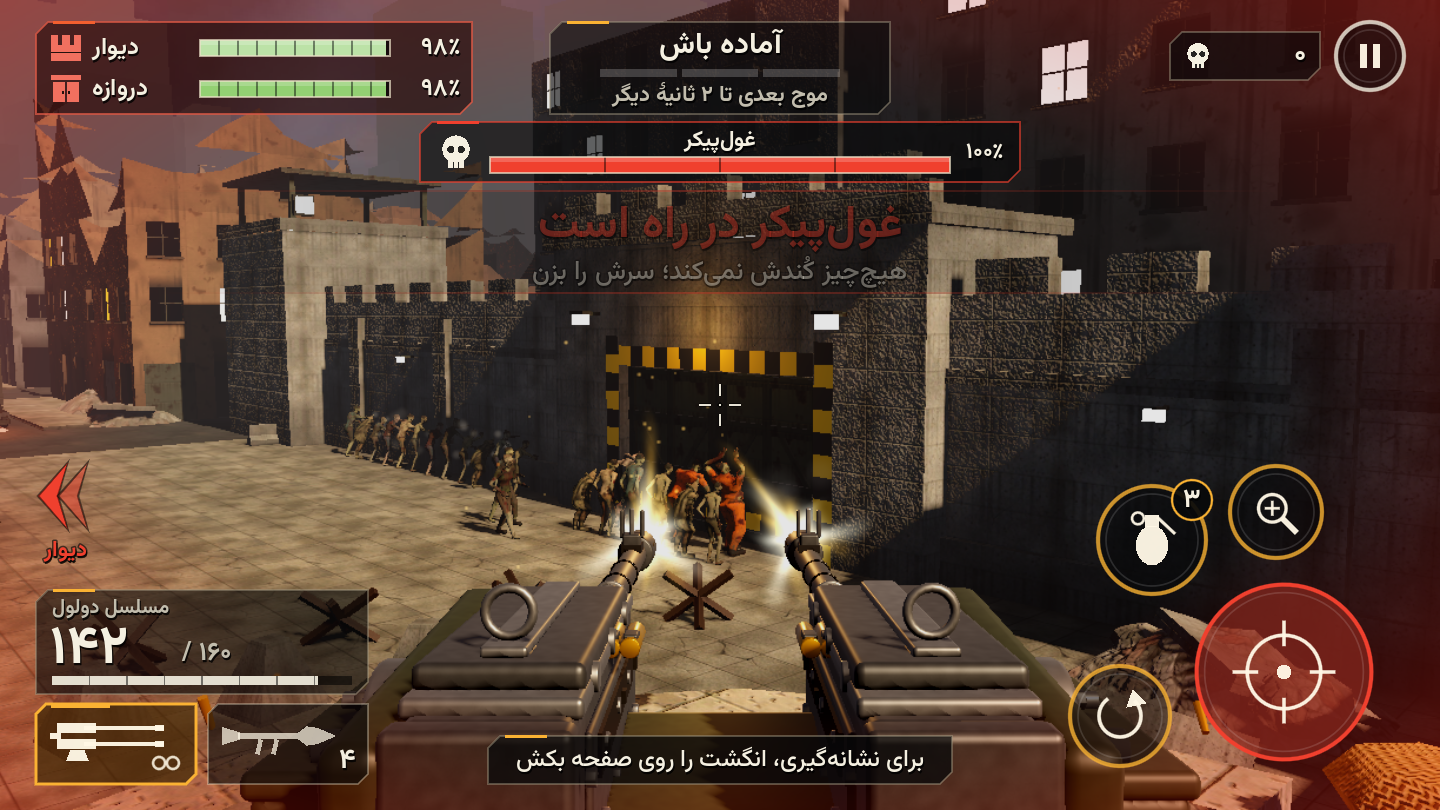 دیوار ۹۸٪
دروازه ۹۸٪
آماده باش
موج بعدی تا ۲ ثانیهٔ دیگر
۰
غول‌پیکر
۱۰۰٪
غول‌پیکر در راه است
هیچ‌چیز کُندش نمی‌کند؛ سرش را بزن
۳
دیوار
مسلسل دولول
۱۴۲ / ۱۶۰
∞
۴
برای نشانه‌گیری، انگشت را روی صفحه بکش